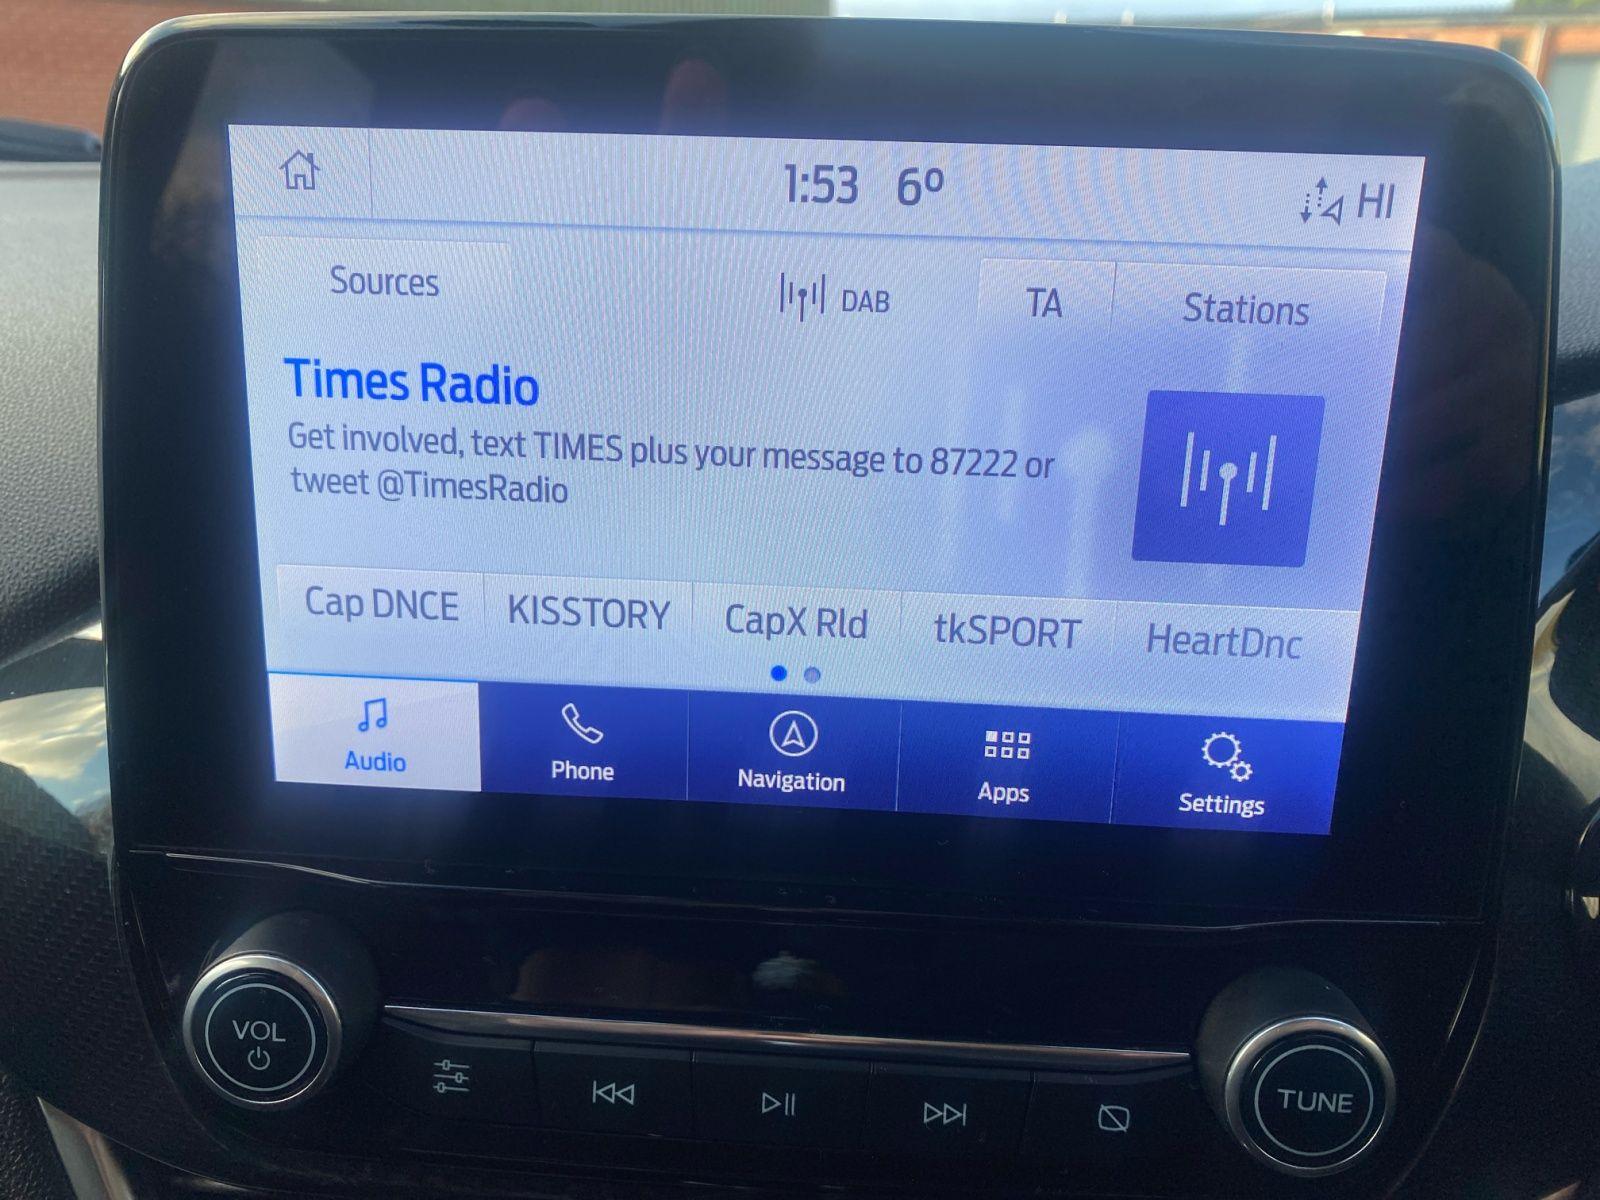 1:53 6º HI
Sources DAB TA Stations
Times Radio
Get involved, text TIMES plus your message to 87222 or
tweet @TimesRadio
Cap DNCE KISSTORY CapX Rld tkSPORT HeartDnc
Audio Phone Navigation Apps Settings
VOL TUNE